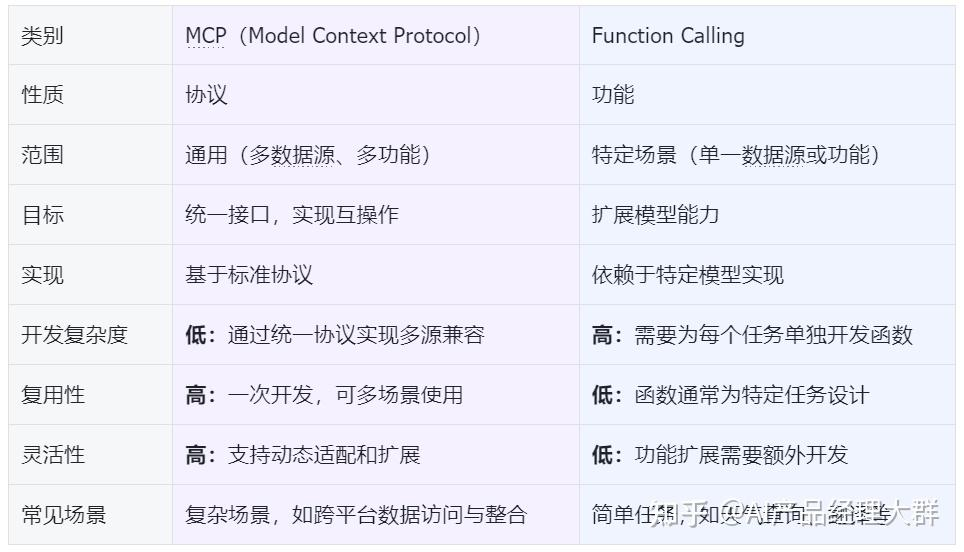 类别 MCP（Model Context Protocol） Function Calling
性质 协议 功能
范围 通用（多数据源、多功能） 特定场景（单一数据源或功能）
目标 统一接口，实现互操作 扩展模型能力
实现 基于标准协议 依赖于特定模型实现
开发复杂度 低：通过统一协议实现多源兼容 高：需要为每个任务单独开发函数
复用性 高：一次开发，可多场景使用 低：函数通常为特定任务设计
灵活性 高：支持动态适配和扩展 低：功能扩展需要额外开发
常见场景 复杂场景，如跨平台数据访问与整合 简单任务，如天气查询、翻译等
知乎 @AI产品经理大群